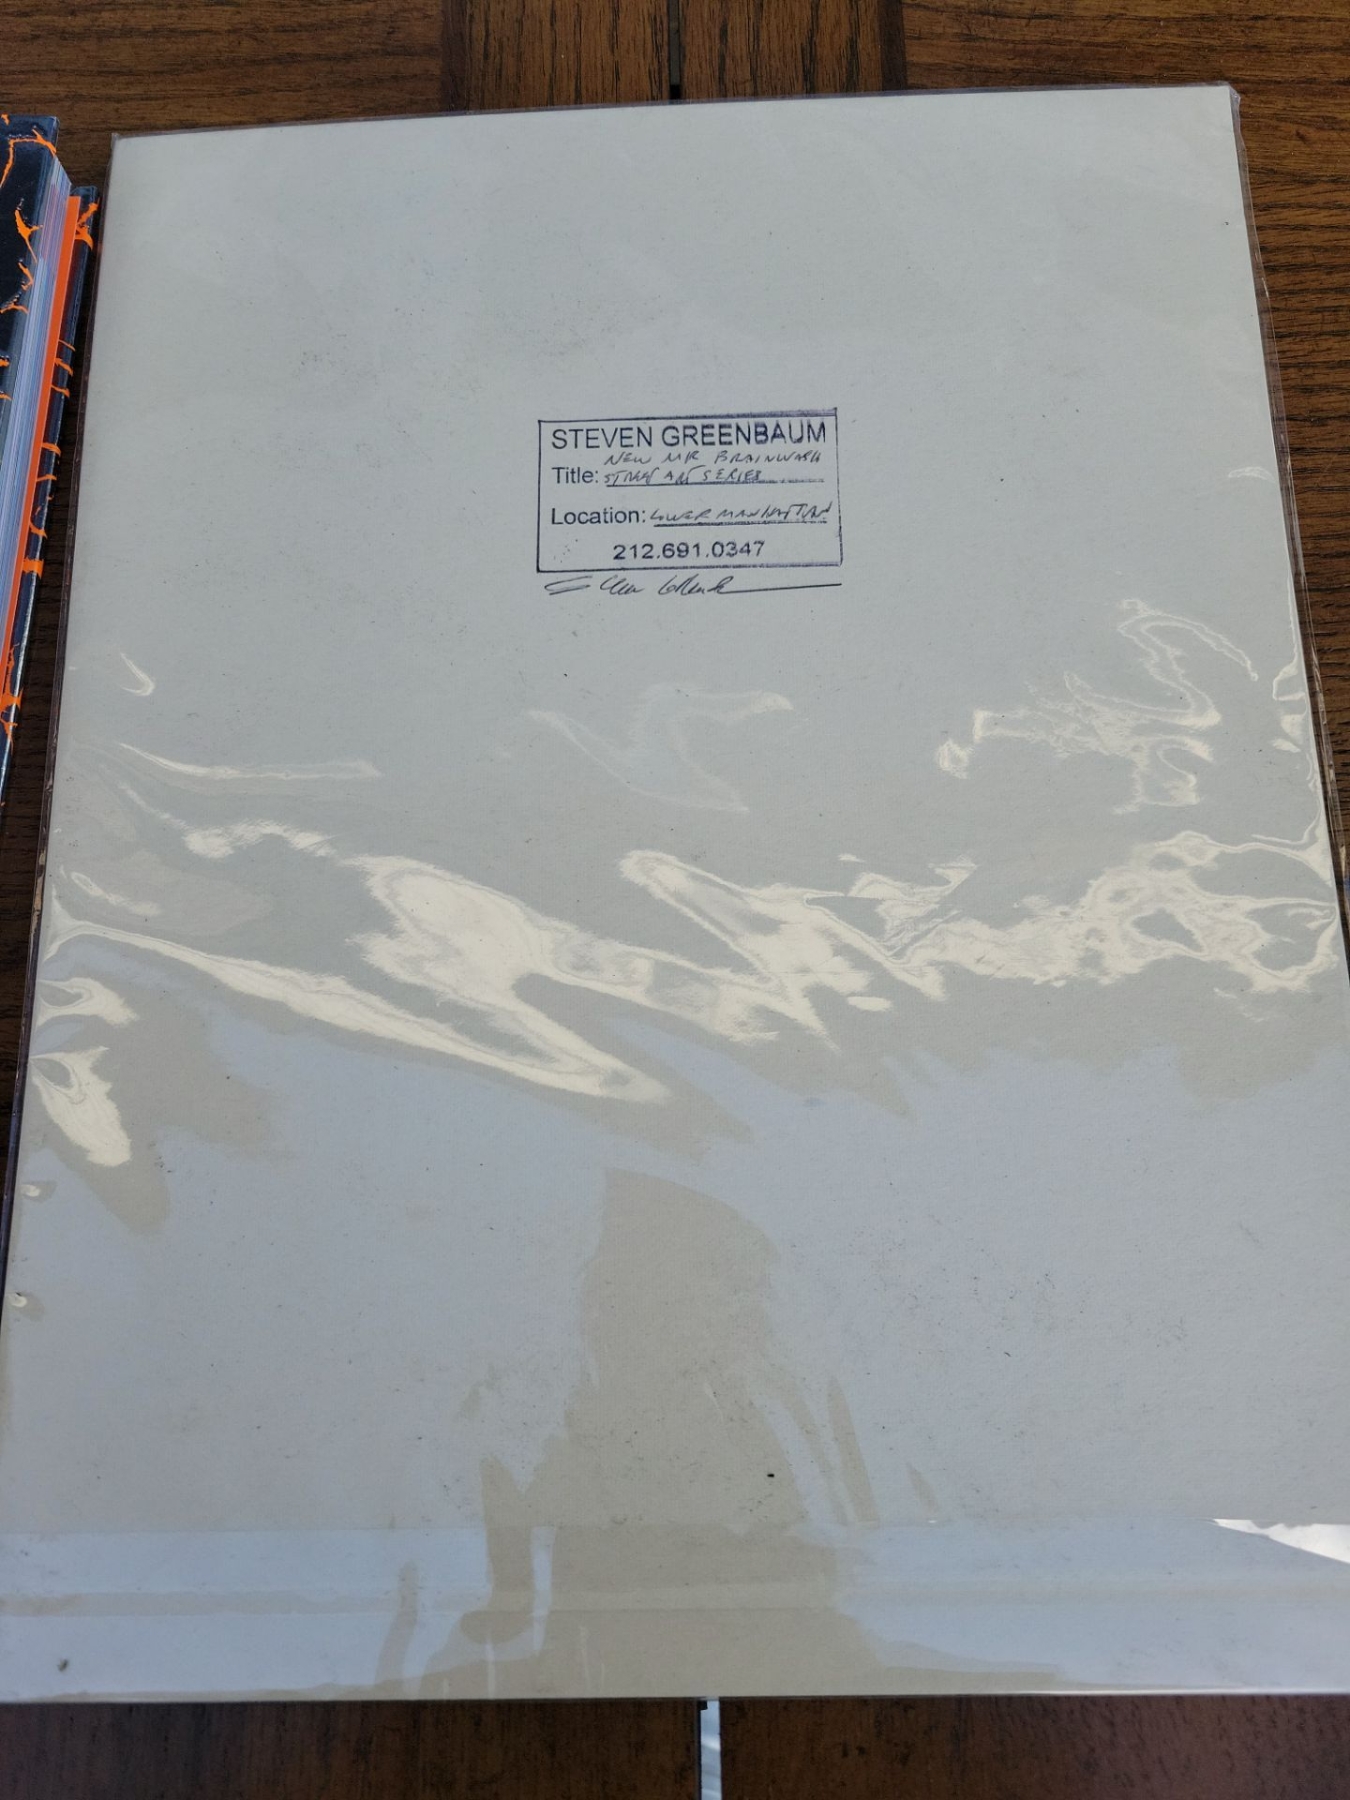 STEVEN GREENBAUM
NEW MR BRAINWASH
Title: STREET ART SERIES
Location: LOWER MANHATTAN
212.691.0347